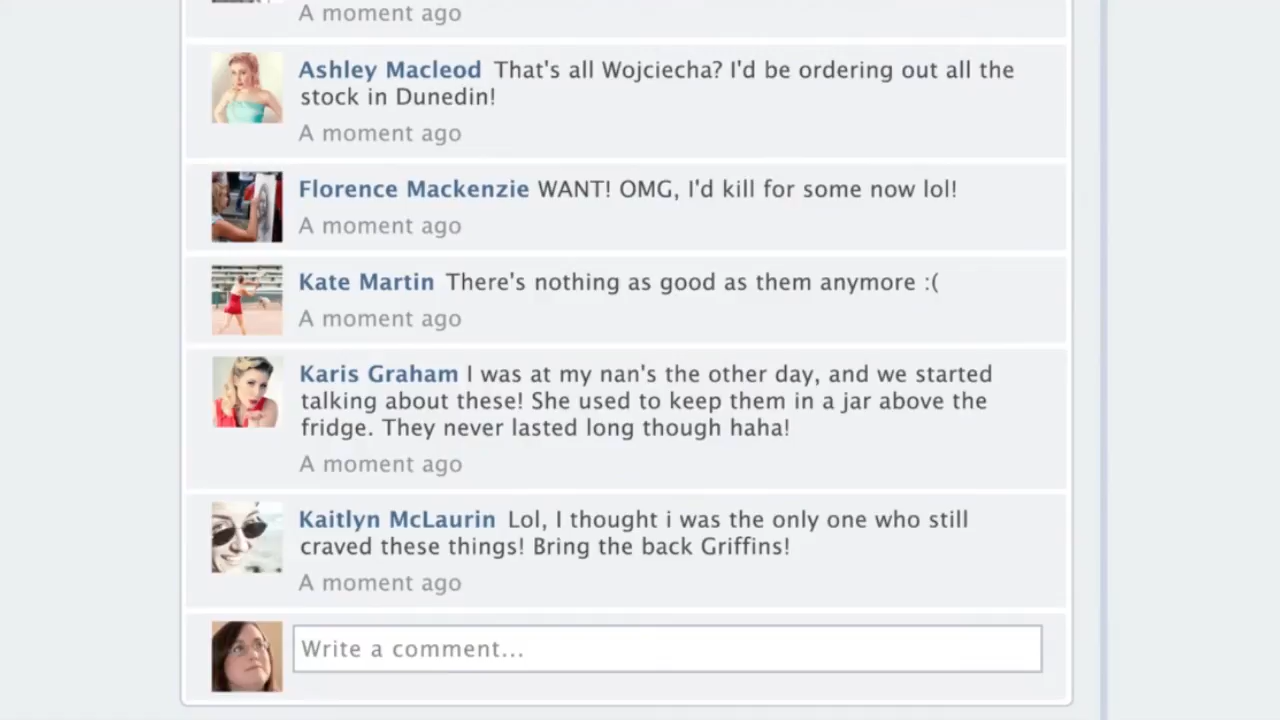 A moment ago
Ashley Macleod That's all Wojciecha? I'd be ordering out all the
stock in Dunedin!
A moment ago
Florence Mackenzie WANT! OMG, I'd kill for some now lol!
A moment ago
Kate Martin There's nothing as good as them anymore :(
A moment ago
Karis Graham I was at my nan's the other day, and we started
talking about these! She used to keep them in a jar above the
fridge. They never lasted long though haha!
A moment ago
Kaitlyn McLaurin Lol, I thought i was the only one who still
craved these things! Bring the back Griffins!
A moment ago
Write a comment...